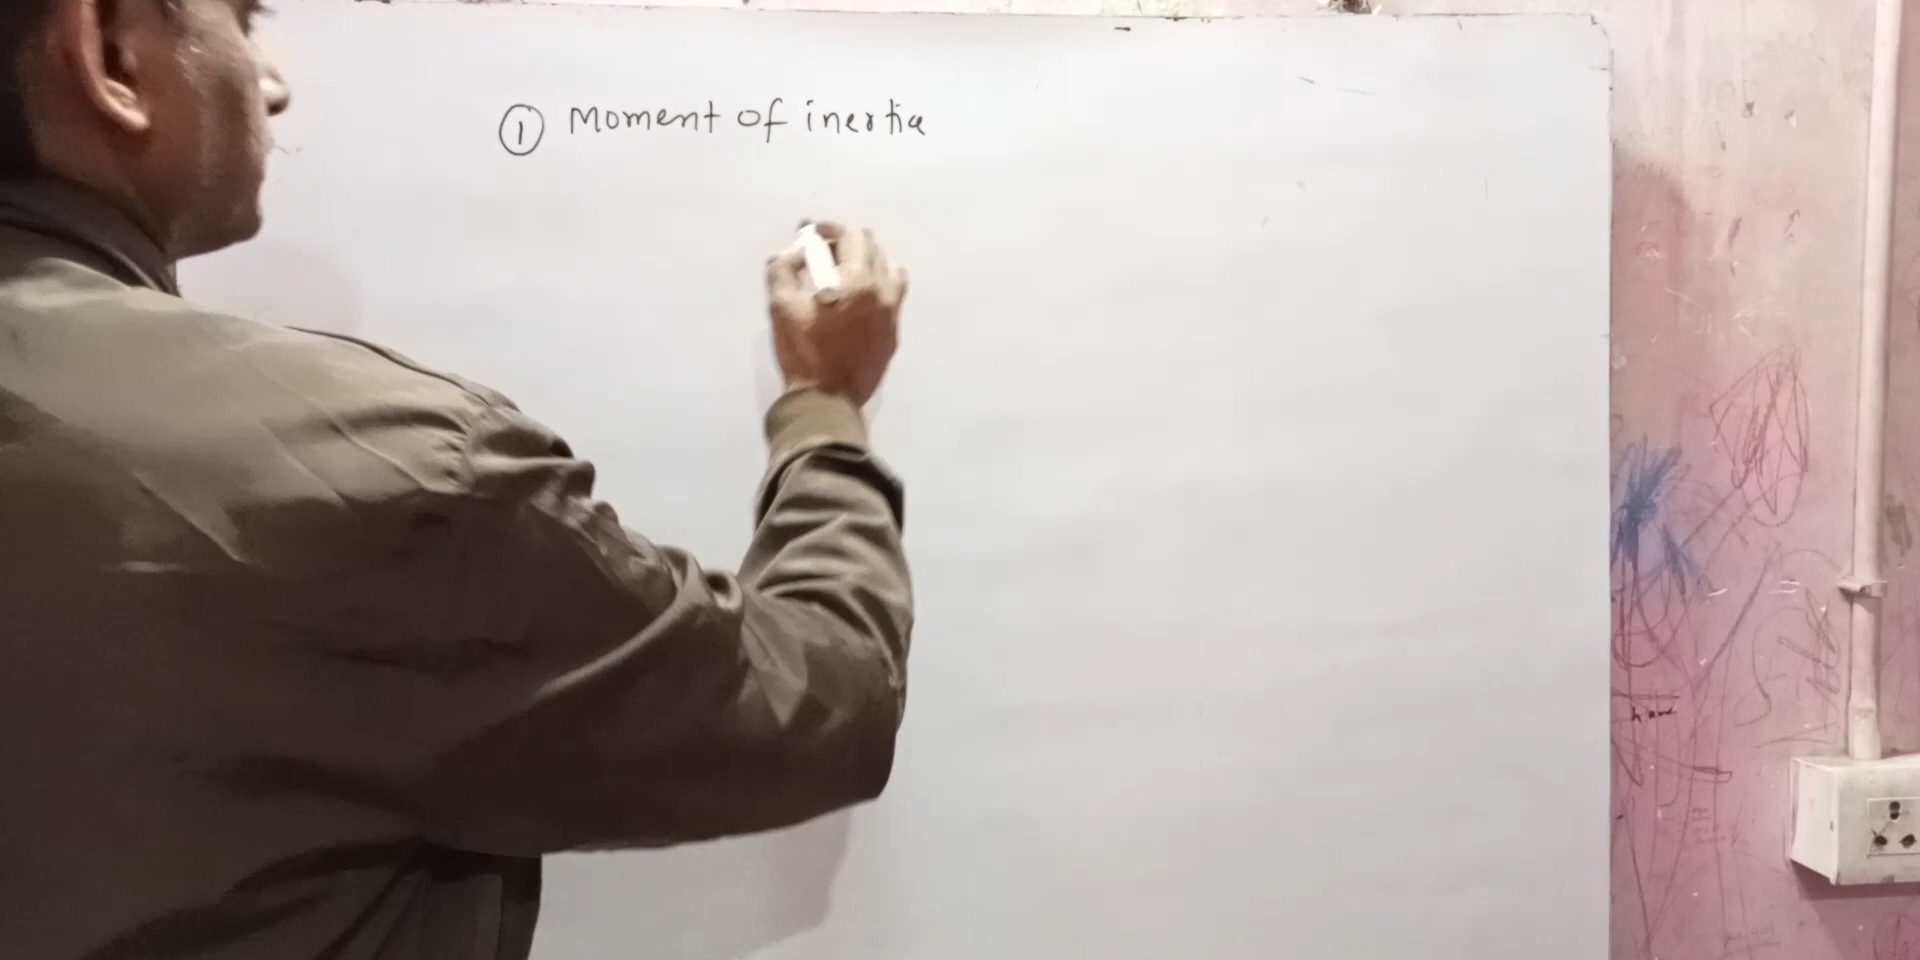 ① Moment of inertia